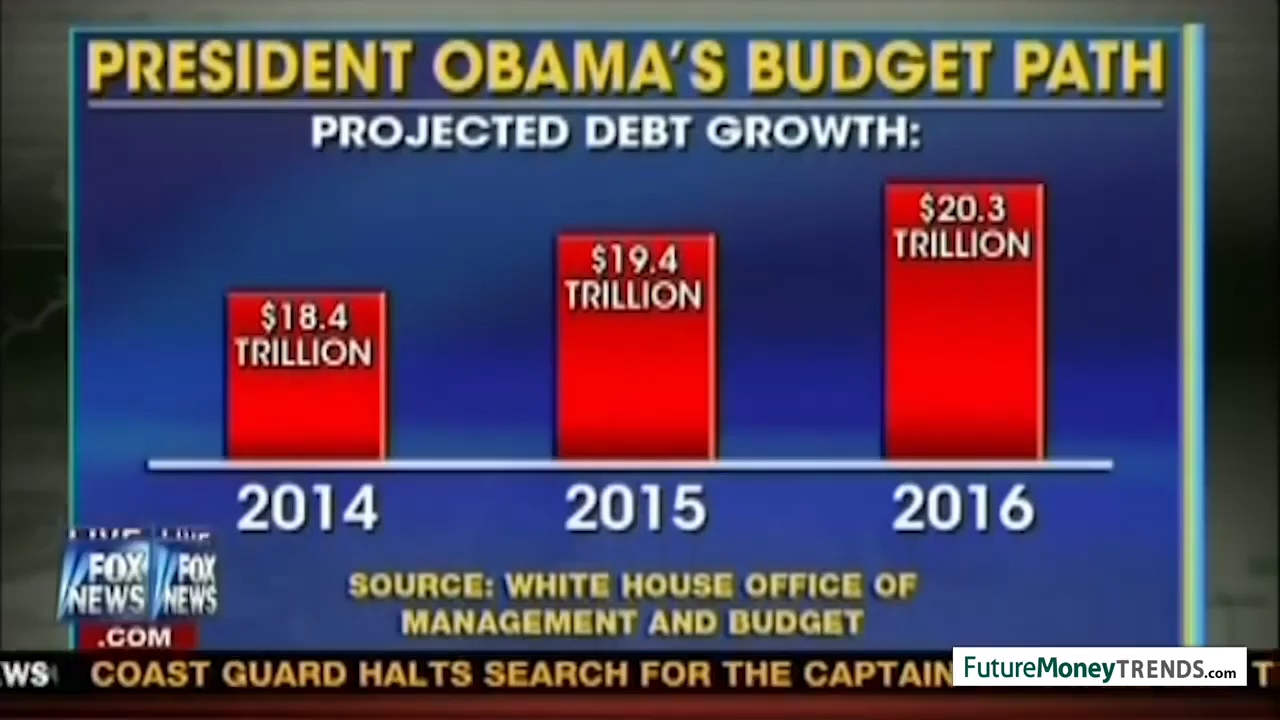 PRESIDENT OBAMA'S BUDGET PATH
PROJECTED DEBT GROWTH:
$18.4
TRILLION
$19.4
TRILLION
$20.3
TRILLION
2014
2015
2016
SOURCE: WHITE HOUSE OFFICE OF
MANAGEMENT AND BUDGET
FOX
NEWS
FOX
NEWS
.COM
COAST GUARD HALTS SEARCH FOR THE CAPTAIN
FutureMoneyTRENDS.com